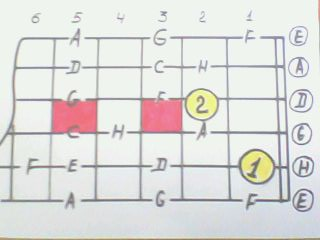 6 5 4 3 2 1
A G F E
D C H A
G F 2 D
C H A G
F E D 1 H
A G F E